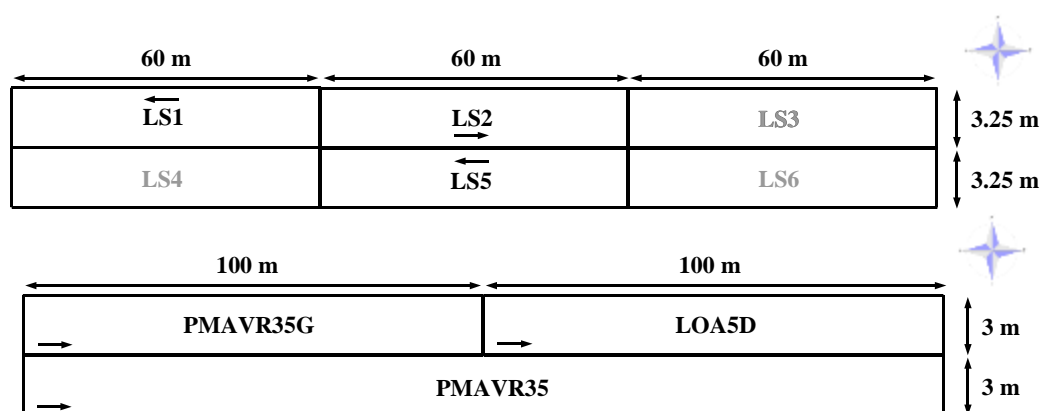 60 m 60 m 60 m
LS1 LS2 LS3 3.25 m
LS4 LS5 LS6 3.25 m
100 m 100 m
PMAVR35G LOA5D 3 m
PMAVR35 3 m